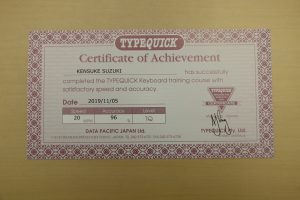 TYPEQUICK
Certificate of Achievement
KENSUKE SUZUKI has successfully
completed the TYPEQUICK Keyboard training course with
satisfactory speed and accuracy.
Date 2019/11/05
Speed Accuracy Level
20 96 10
%
TYPEQUICK
DATA PACIFIC JAPAN Ltd. TYPEQUICK Pty. Ltd.